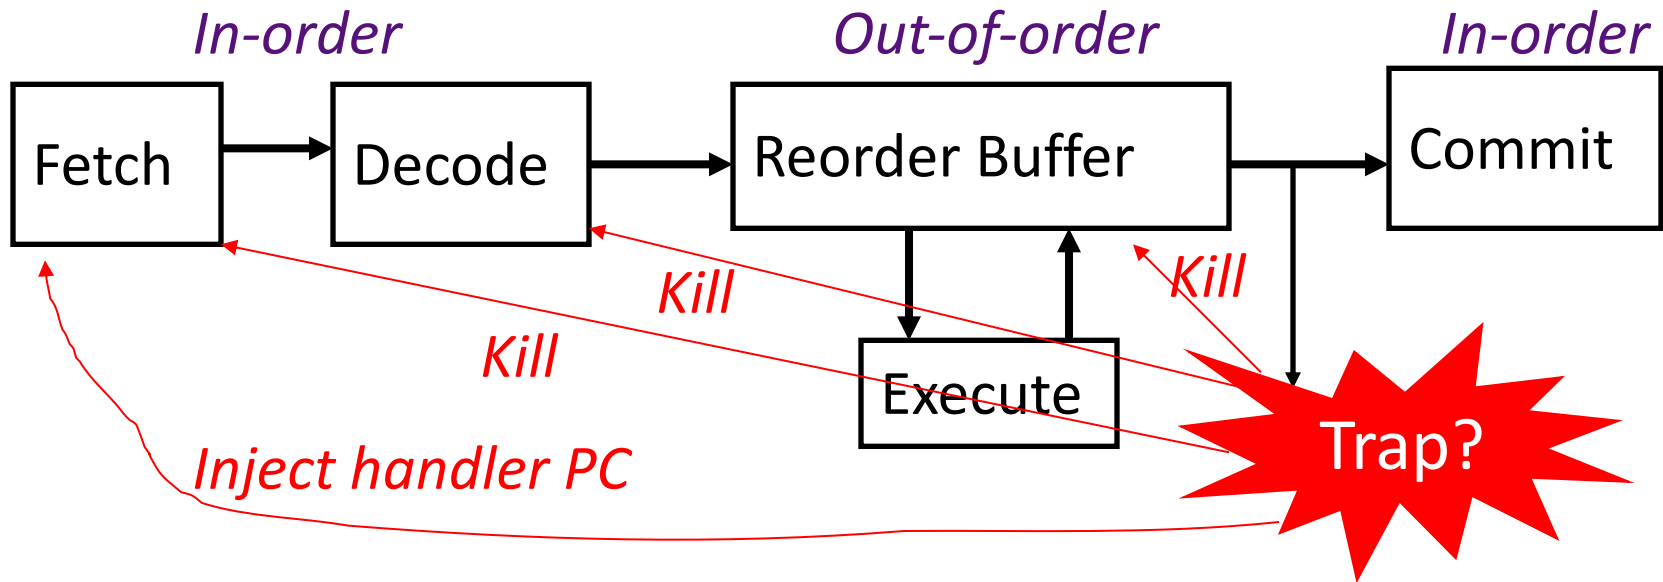 In-order
Out-of-order
In-order
Fetch
Decode
Reorder Buffer
Commit
Kill
Kill
Kill
Execute
Trap?
Inject handler PC